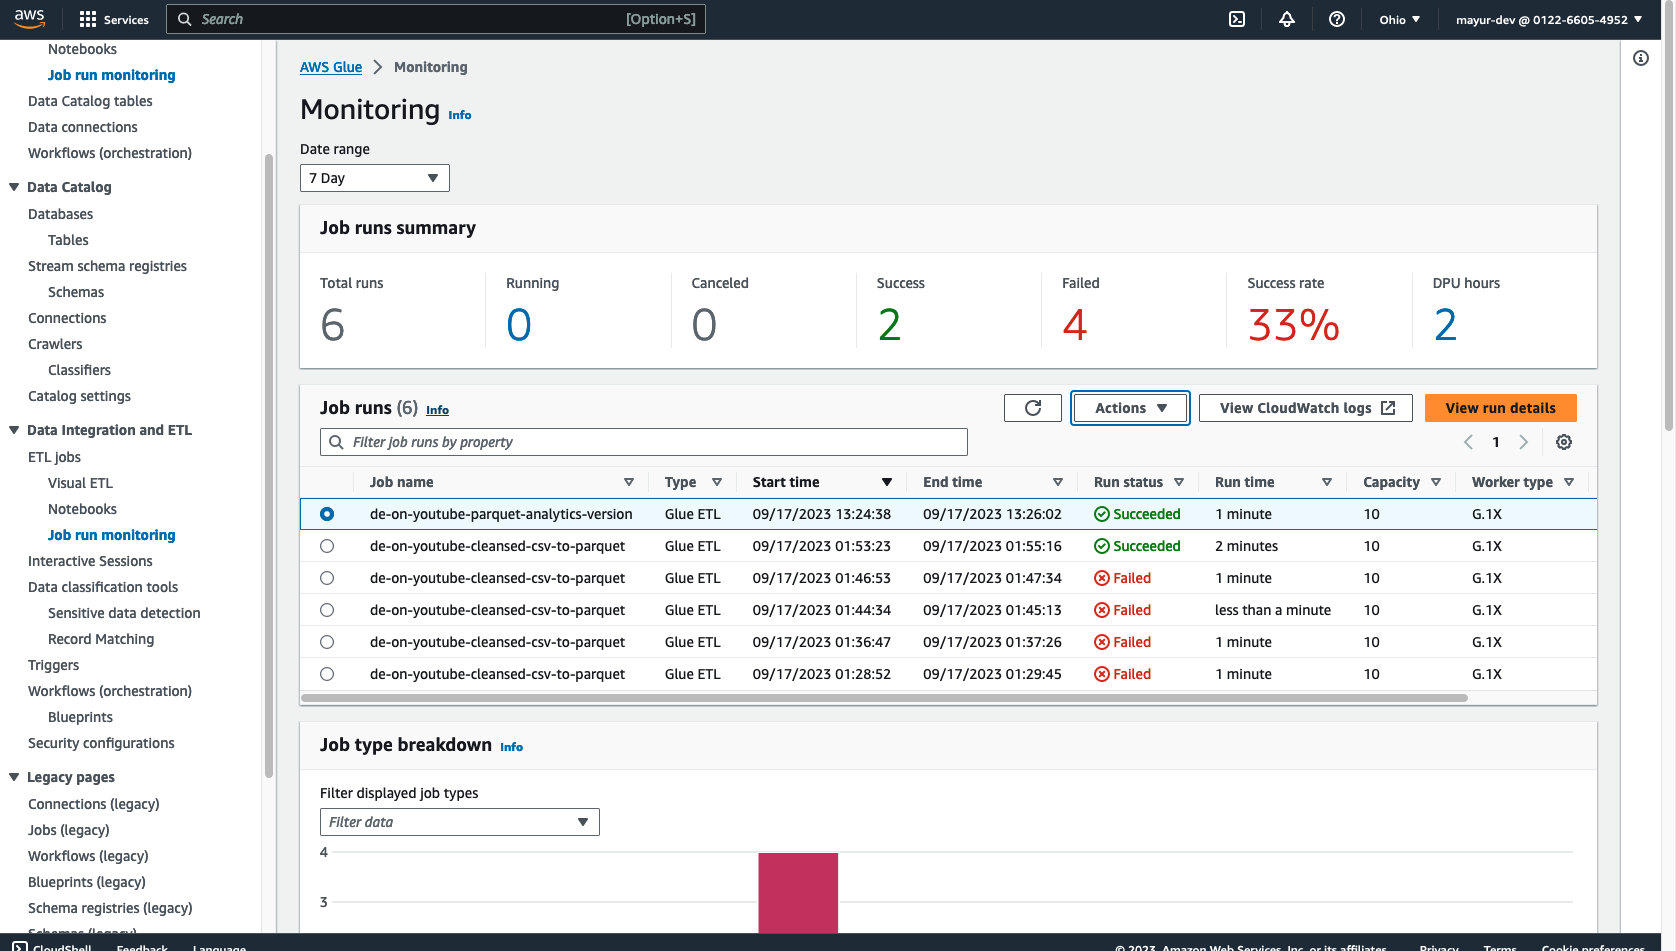 aws
Services
Search
[Option+S]
Ohio
mayur-dev @ 0122-6605-4952
Notebooks
Job run monitoring
Data Catalog tables
Data connections
Workflows (orchestration)
Data Catalog
Databases
Tables
Stream schema registries
Schemas
Connections
Crawlers
Classifiers
Catalog settings
Data Integration and ETL
ETL jobs
Visual ETL
Notebooks
Job run monitoring
Interactive Sessions
Data classification tools
Sensitive data detection
Record Matching
Triggers
Workflows (orchestration)
Blueprints
Security configurations
Legacy pages
Connections (legacy)
Jobs (legacy)
Workflows (legacy)
Blueprints (legacy)
Schema registries (legacy)
Schemas (legacy)
AWS Glue > Monitoring
Monitoring Info
Date range
7 Day
Job runs summary
Total runs Running Canceled Success Failed Success rate DPU hours
6 0 0 2 4 33% 2
Job runs (6) Info
Actions
View CloudWatch logs
View run details
Filter job runs by property
1
Job name Type Start time End time Run status Run time Capacity Worker type
de-on-youtube-parquet-analytics-version Glue ETL 09/17/2023 13:24:38 09/17/2023 13:26:02 Succeeded 1 minute 10 G.1X
de-on-youtube-cleansed-csv-to-parquet Glue ETL 09/17/2023 01:53:23 09/17/2023 01:55:16 Succeeded 2 minutes 10 G.1X
de-on-youtube-cleansed-csv-to-parquet Glue ETL 09/17/2023 01:46:53 09/17/2023 01:47:34 Failed 1 minute 10 G.1X
de-on-youtube-cleansed-csv-to-parquet Glue ETL 09/17/2023 01:44:34 09/17/2023 01:45:13 Failed less than a minute 10 G.1X
de-on-youtube-cleansed-csv-to-parquet Glue ETL 09/17/2023 01:36:47 09/17/2023 01:37:26 Failed 1 minute 10 G.1X
de-on-youtube-cleansed-csv-to-parquet Glue ETL 09/17/2023 01:28:52 09/17/2023 01:29:45 Failed 1 minute 10 G.1X
Job type breakdown Info
Filter displayed job types
Filter data
4
3
CloudShell Feedback Language
© 2023, Amazon Web Services, Inc. or its affiliates. Privacy Terms Cookie preferences